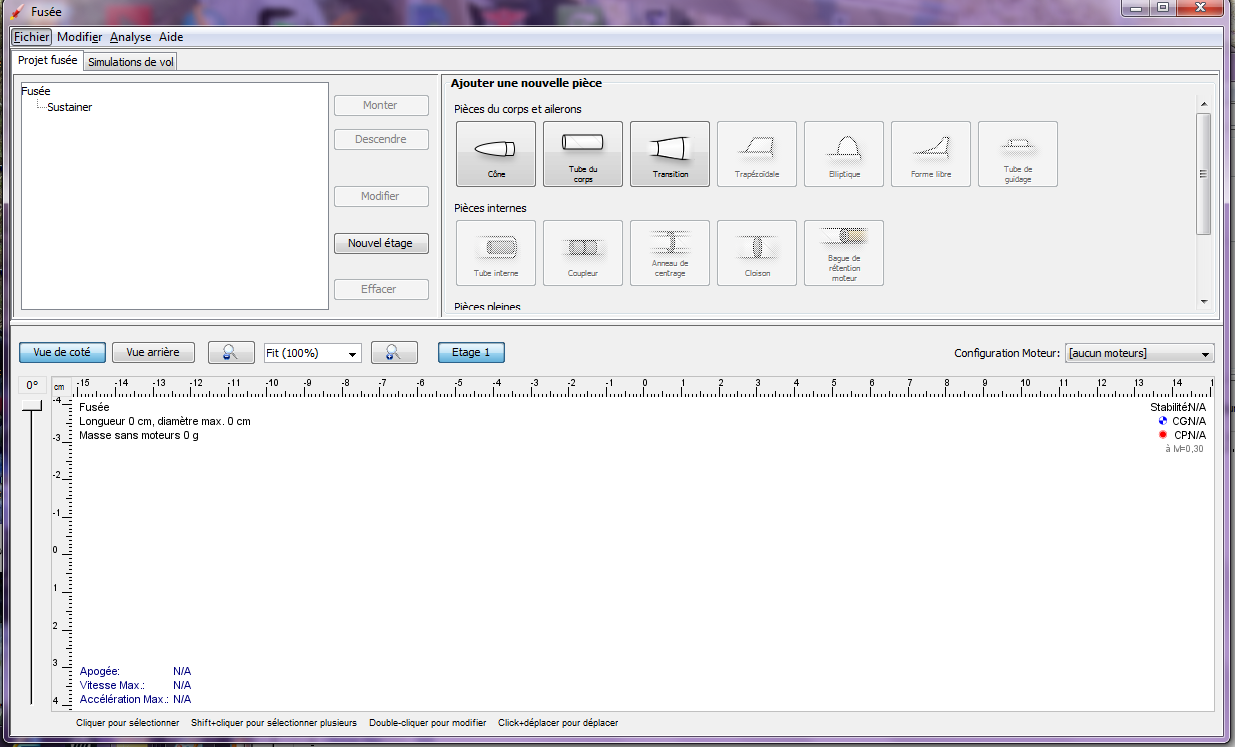 Fusée
Fichier Modifier Analyse Aide
Projet fusée Simulations de vol
Fusée
Sustainer
Monter
Descendre
Modifier
Nouvel étage
Effacer
Ajouter une nouvelle pièce
Pièces du corps et ailerons
Cône
Tube du
corps
Transition
Trapézoïdale
Elliptique
Forme libre
Tube de
guidage
Pièces internes
Tube interne
Coupleur
Anneau de
centrage
Cloison
Bague de
rétention
moteur
Pièces pleines
Vue de coté Vue arrière Fit (100%) Etage 1 Configuration Moteur: [aucun moteurs]
0° cm -15 -14 -13 -12 -11 -10 -9 -8 -7 -6 -5 -4 -3 -2 -1 0 1 2 3 4 5 6 7 8 9 10 11 12 13 14 1
-4
-3
-2
-1
0
1
2
3
4
Fusée
Longueur 0 cm, diamètre max. 0 cm
Masse sans moteurs 0 g
Stabilité:N/A
CG:N/A
CP:N/A
à M=0,30
Apogée: N/A
Vitesse Max.: N/A
Accélération Max.: N/A
Cliquer pour sélectionner Shift+cliquer pour sélectionner plusieurs Double-cliquer pour modifier Click+déplacer pour déplacer